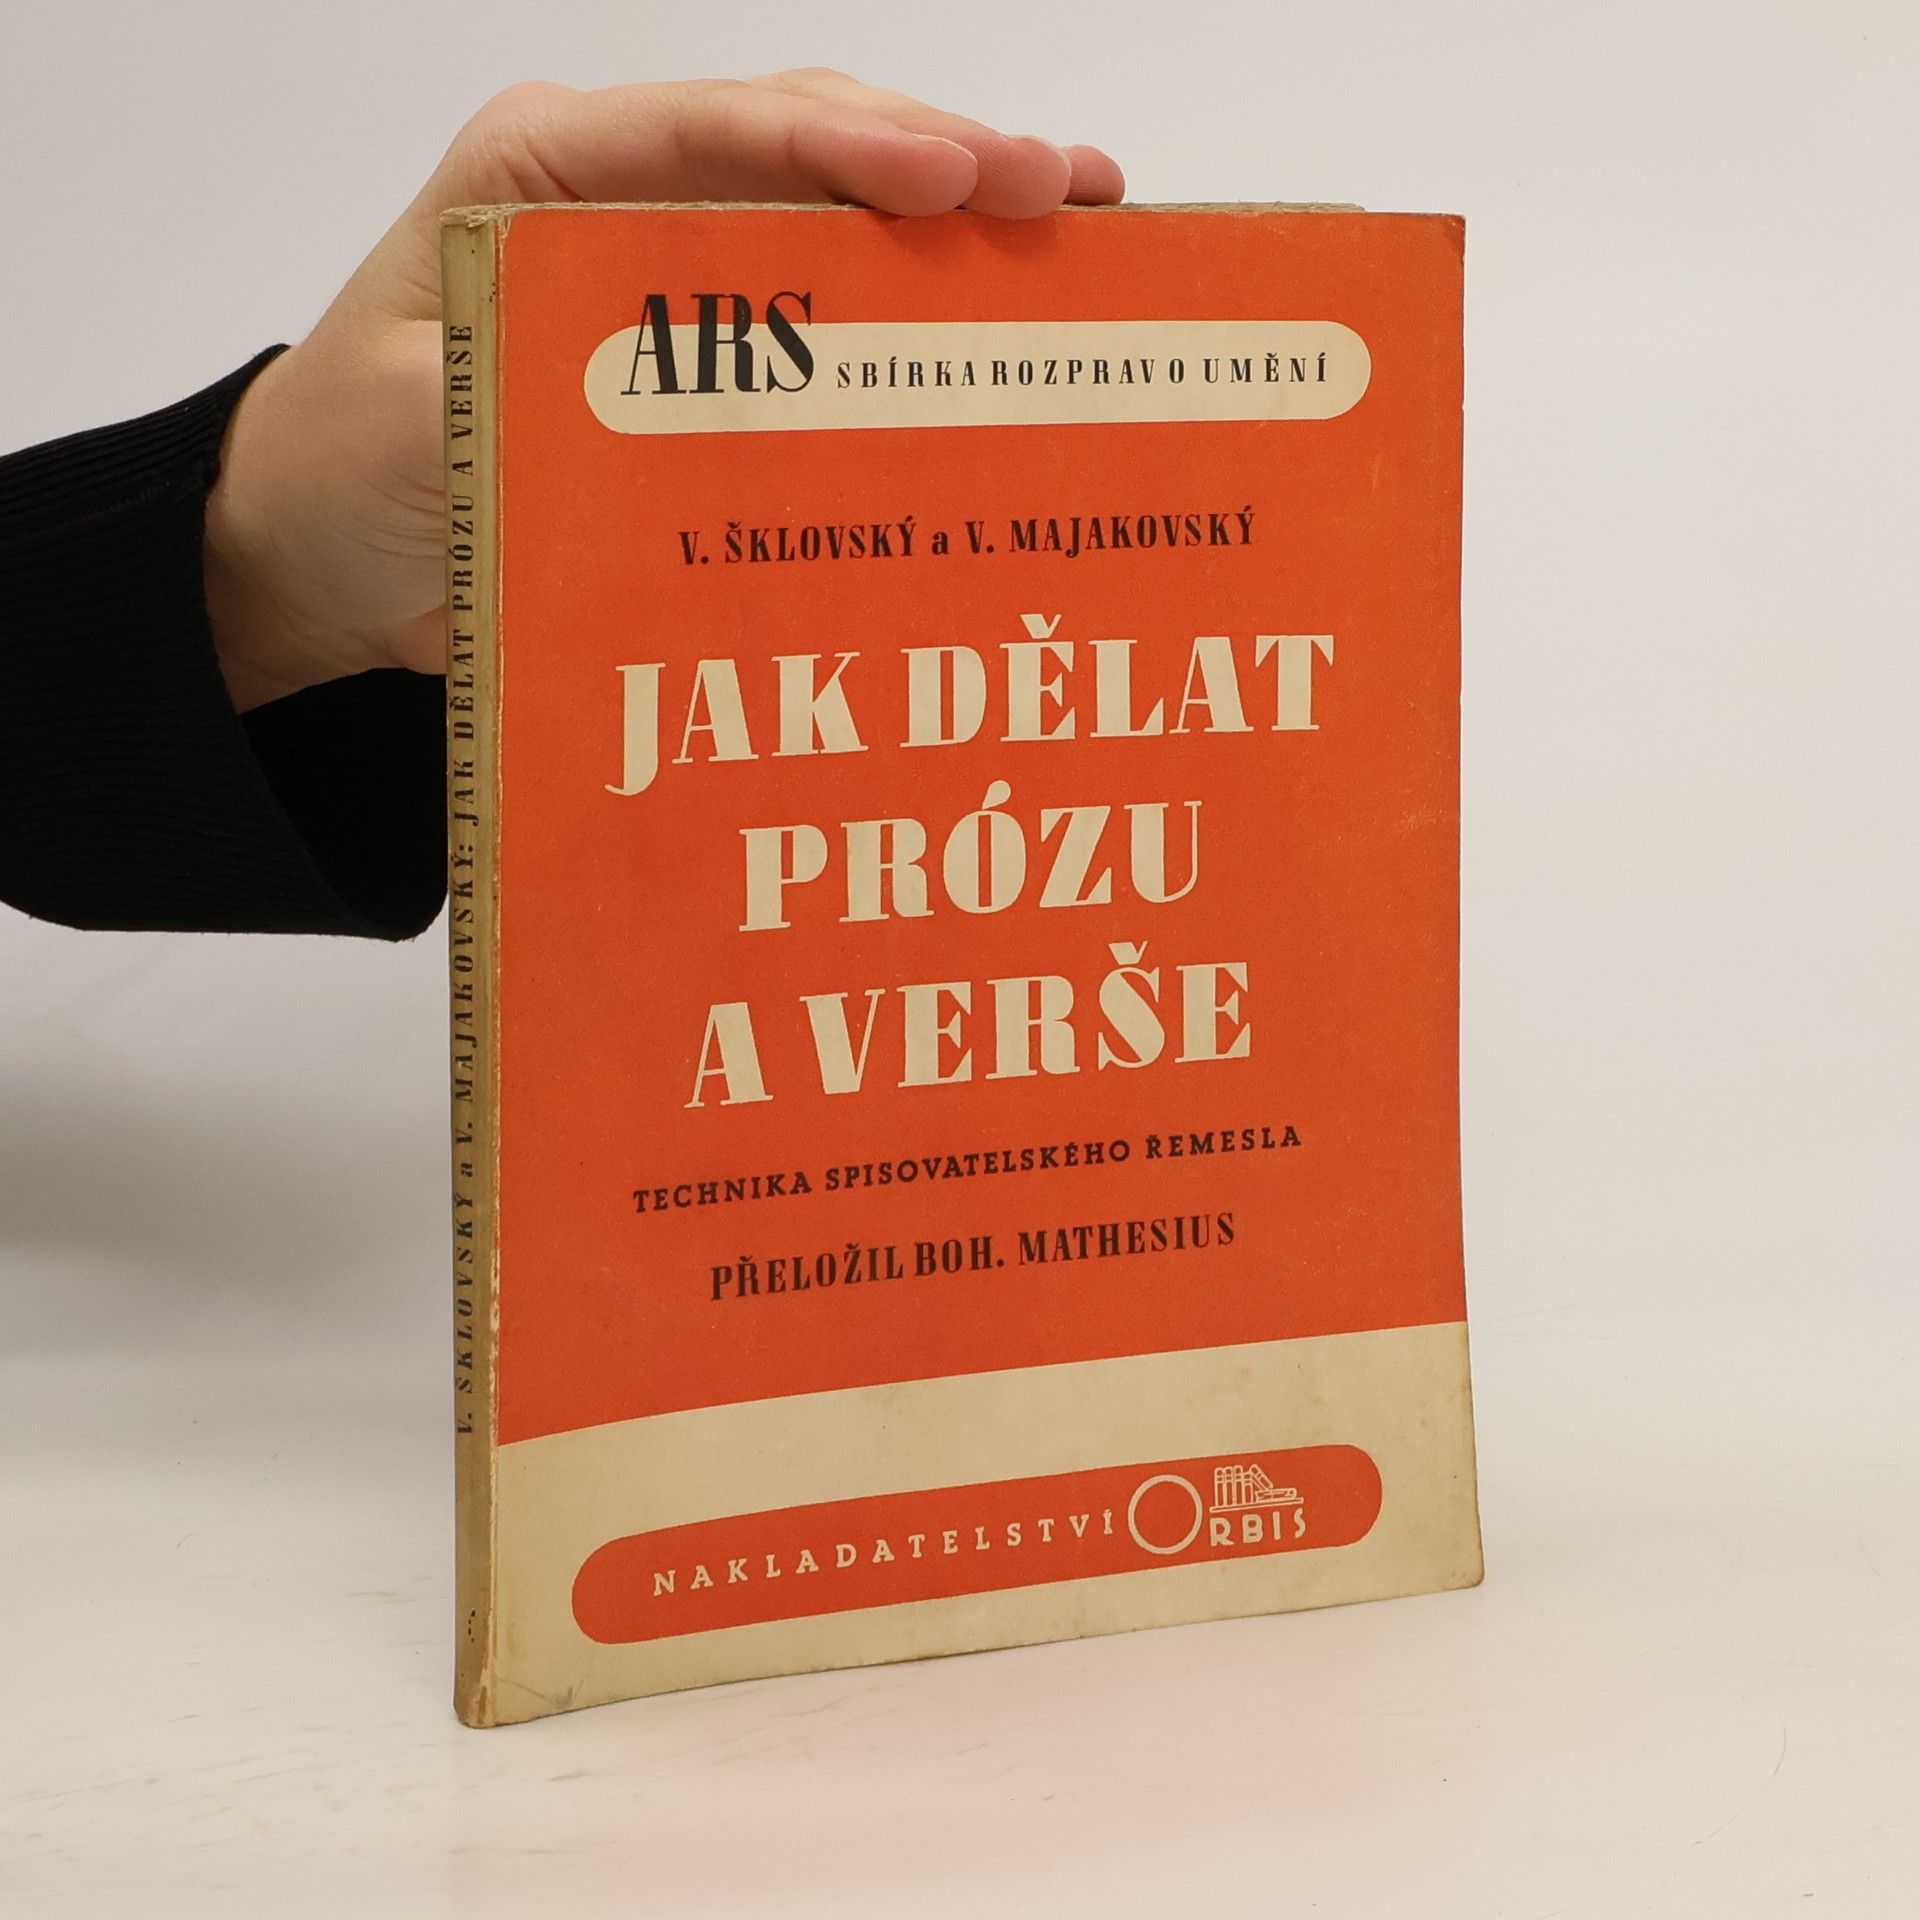 ARS SBÍRKA ROZPRAV O UMĚNÍ
V. ŠKLOVSKÝ a V. MAJAKOVSKÝ
JAK DĚLAT
PRÓZU
A VERŠE
TECHNIKA SPISOVATELSKÉHO ŘEMESLA
PŘELOŽIL BOH. MATHESIUS
NAKLADATELSTVÍ ORBIS
V. ŠKLOVSKÝ a V. MAJAKOVSKÝ: JAK DĚLAT PRÓZU A VERŠE